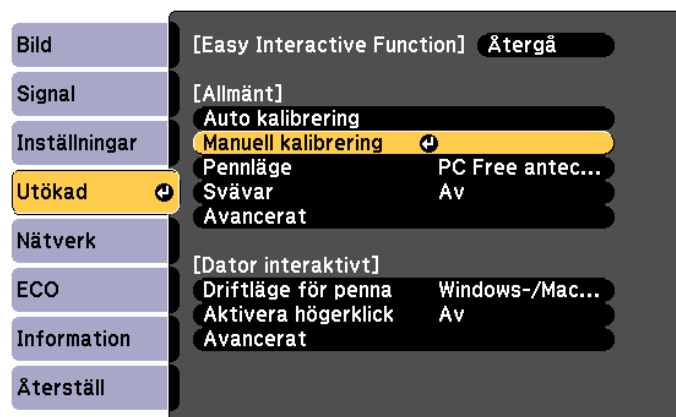 Bild
Signal
Inställningar
Utökad
Nätverk
ECO
Information
Återställ
[Easy Interactive Function] Återgå
[Allmänt]
Auto kalibrering
Manuell kalibrering
Pennläge PC Free antec...
Svävar Av
Avancerat
[Dator interaktivt]
Driftläge för penna Windows-/Mac...
Aktivera högerklick Av
Avancerat